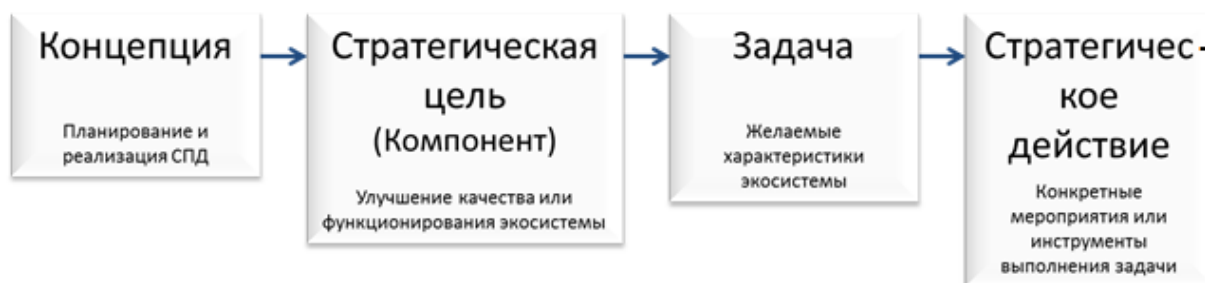 Концепция
Планирование и
реализация СПД
Стратегическая
цель
(Компонент)
Улучшение качества или
функционирования экосистемы
Задача
Желаемые
характеристики
экосистемы
Стратегичес-
кое
действие
Конкретные
мероприятия или
инструменты
выполнения задачи